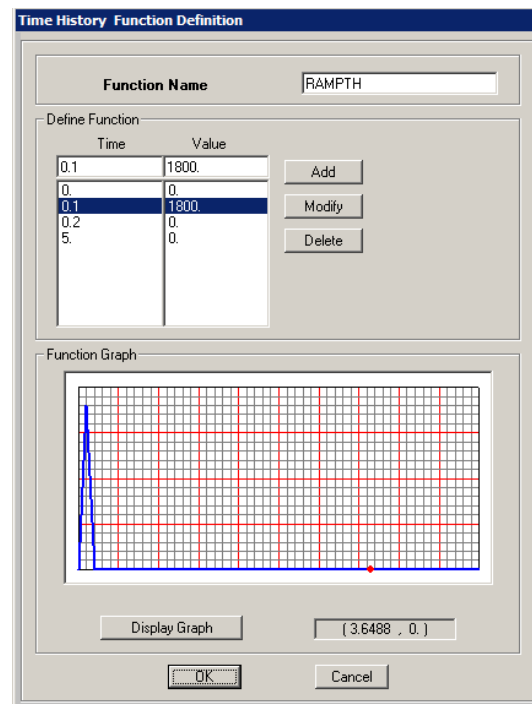 Time History Function Definition
Function Name RAMPTH
Define Function
Time Value
0.1 1800. Add
0. 0.
0.1 1800. Modify
0.2 0.
5. 0. Delete
Function Graph
Display Graph ( 3.6488 , 0. )
OK Cancel